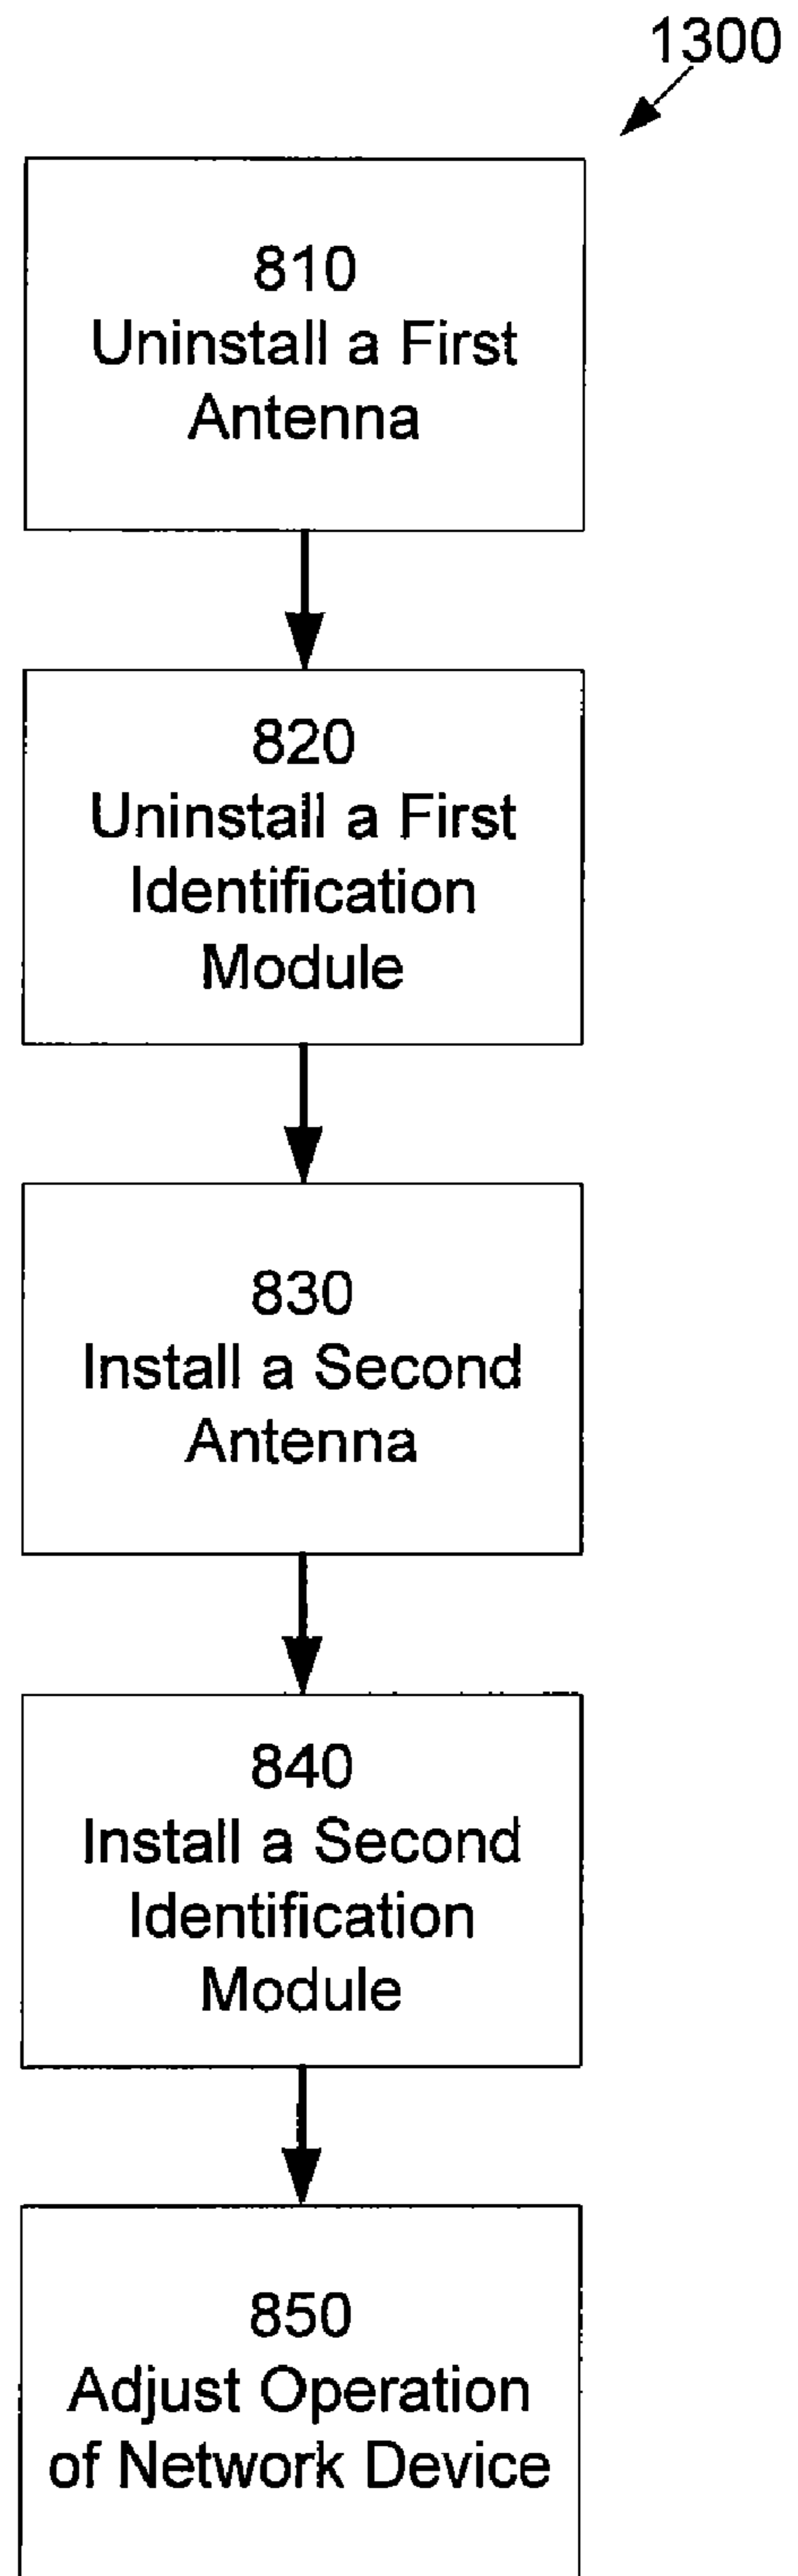 1300
810
Uninstall a First
Antenna
820
Uninstall a First
Identification
Module
830
Install a Second
Antenna
840
Install a Second
Identification
Module
850
Adjust Operation
of Network Device